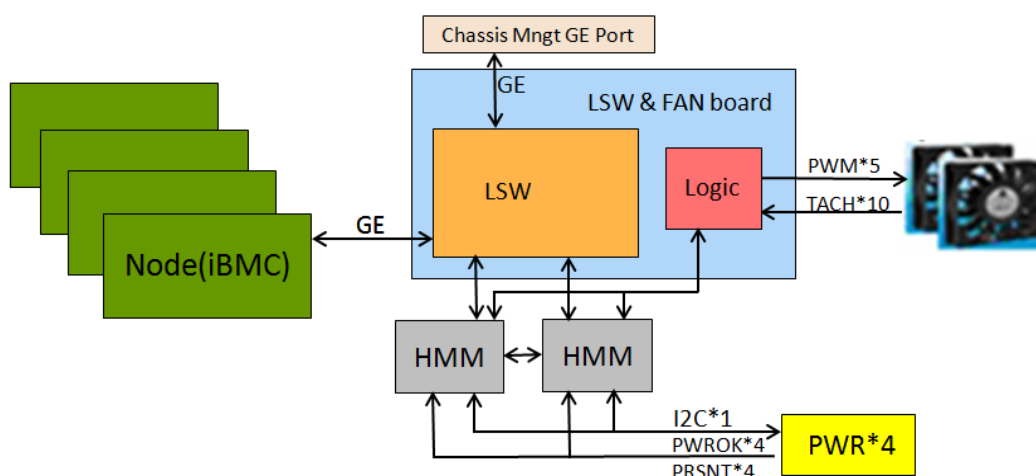 Chassis Mngt GE Port
GE
LSW & FAN board
LSW
Logic
PWM*5
TACH*10
GE
Node(iBMC)
HMM
HMM
I2C*1
PWROK*4
PRSNT*4
PWR*4